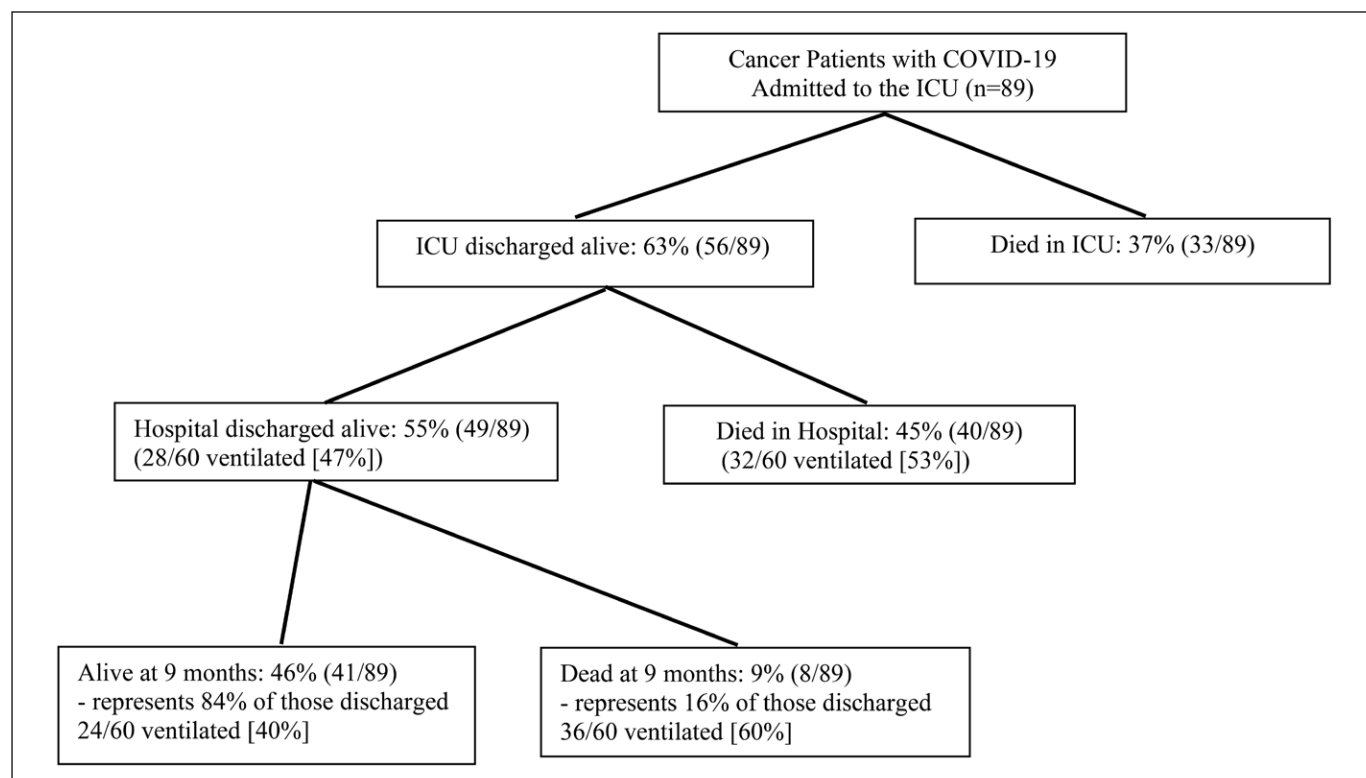 Cancer Patients with COVID-19
Admitted to the ICU (n=89)
ICU discharged alive: 63% (56/89)
Died in ICU: 37% (33/89)
Hospital discharged alive: 55% (49/89)
(28/60 ventilated [47%])
Died in Hospital: 45% (40/89)
(32/60 ventilated [53%])
Alive at 9 months: 46% (41/89)
- represents 84% of those discharged
24/60 ventilated [40%]
Dead at 9 months: 9% (8/89)
- represents 16% of those discharged
36/60 ventilated [60%]